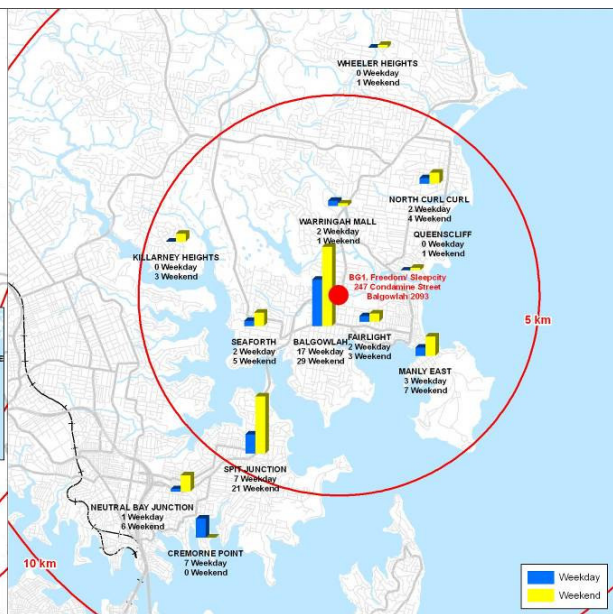 WHEELER HEIGHTS
0 Weekday
1 Weekend
NORTH CURL CURL
2 Weekday
4 Weekend
WARRINGAH MALL
2 Weekday
1 Weekend
QUEENSCLIFF
0 Weekday
1 Weekend
KILLARNEY HEIGHTS
0 Weekday
3 Weekend
BG1. Freedom/ Sleepcity
247 Condamine Street
Balgowlah 2093
5 km
SEAFORTH
2 Weekday
5 Weekend
BALGOWLAH
17 Weekday
29 Weekend
FAIRLIGHT
2 Weekday
3 Weekend
MANLY EAST
3 Weekday
7 Weekend
SPIT JUNCTION
7 Weekday
21 Weekend
NEUTRAL BAY JUNCTION
1 Weekday
6 Weekend
CREMORNE POINT
7 Weekday
0 Weekend
10 km
Weekday
Weekend